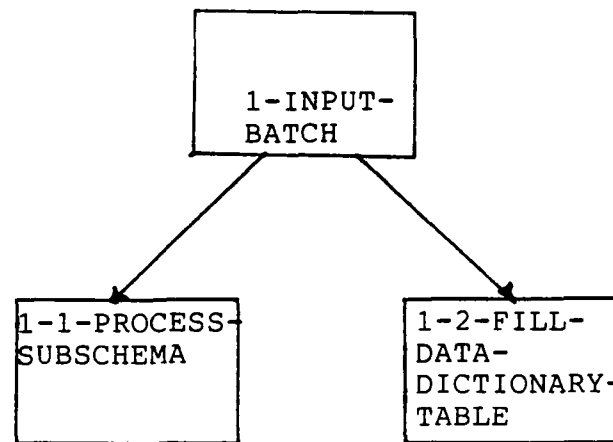 1-INPUT-
BATCH
1-1-PROCESS-
SUBSCHEMA
1-2-FILL-
DATA-
DICTIONARY-
TABLE